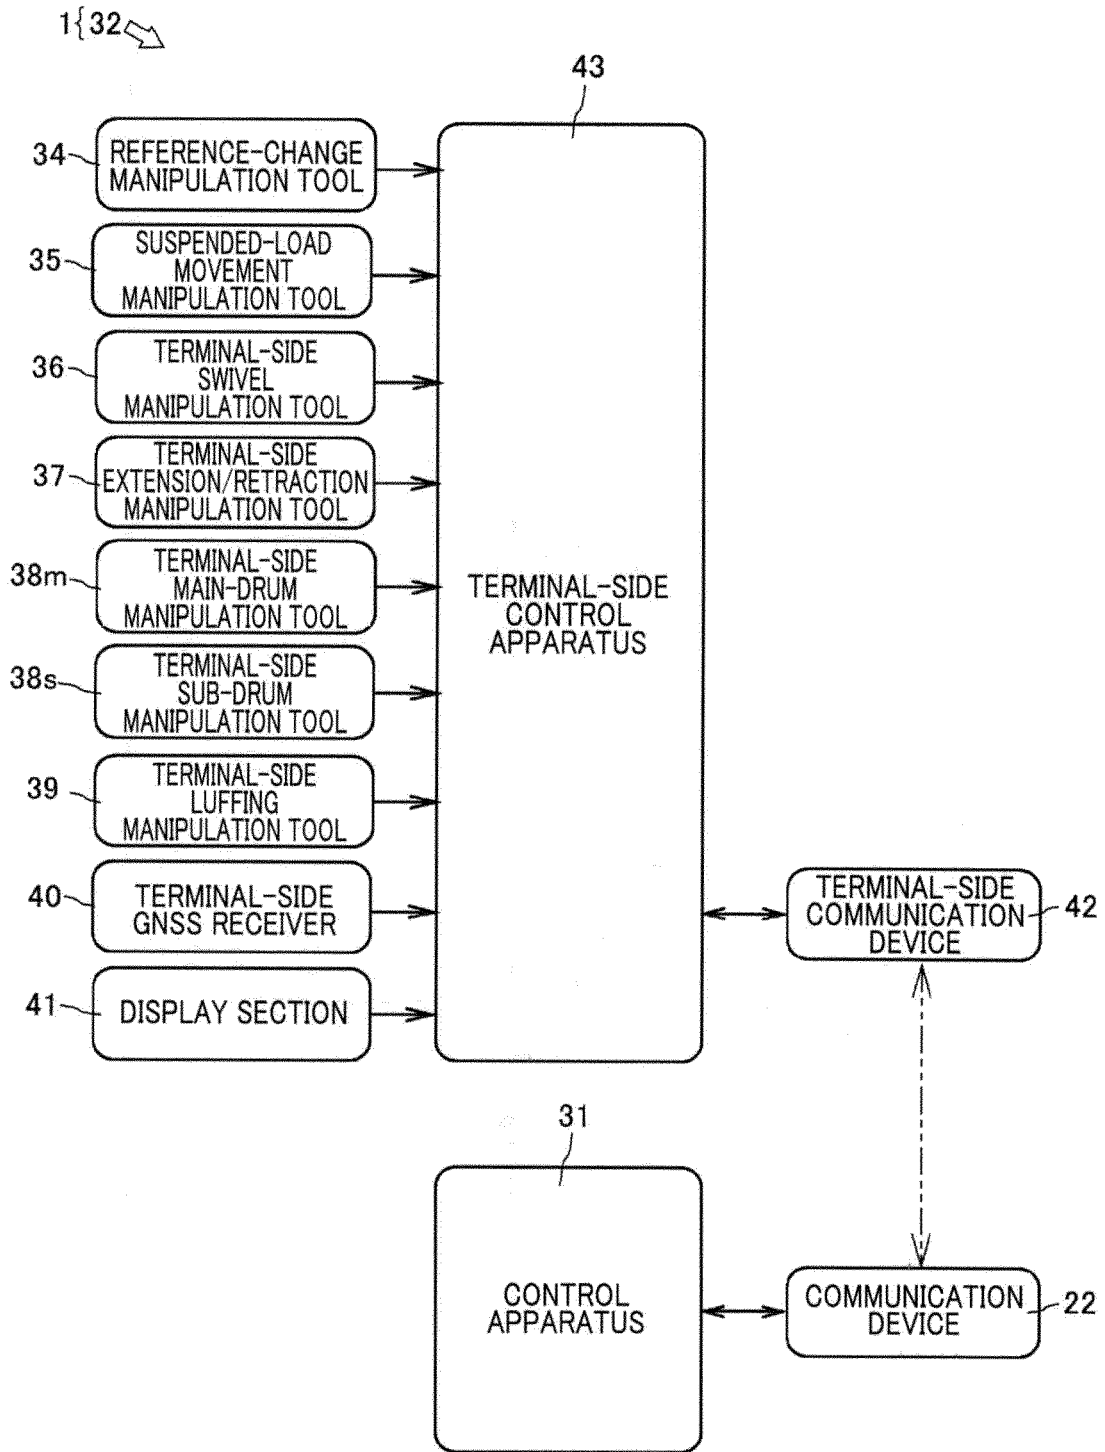 1{32
43
34
REFERENCE-CHANGE
MANIPULATION TOOL
35
SUSPENDED-LOAD
MOVEMENT
MANIPULATION TOOL
36
TERMINAL-SIDE
SWIVEL
MANIPULATION TOOL
37
TERMINAL-SIDE
EXTENSION/RETRACTION
MANIPULATION TOOL
38m
TERMINAL-SIDE
MAIN-DRUM
MANIPULATION TOOL
38s
TERMINAL-SIDE
SUB-DRUM
MANIPULATION TOOL
39
TERMINAL-SIDE
LUFFING
MANIPULATION TOOL
40
TERMINAL-SIDE
GNSS RECEIVER
41
DISPLAY SECTION
TERMINAL-SIDE
CONTROL
APPARATUS
TERMINAL-SIDE
COMMUNICATION
DEVICE
42
31
CONTROL
APPARATUS
COMMUNICATION
DEVICE
22